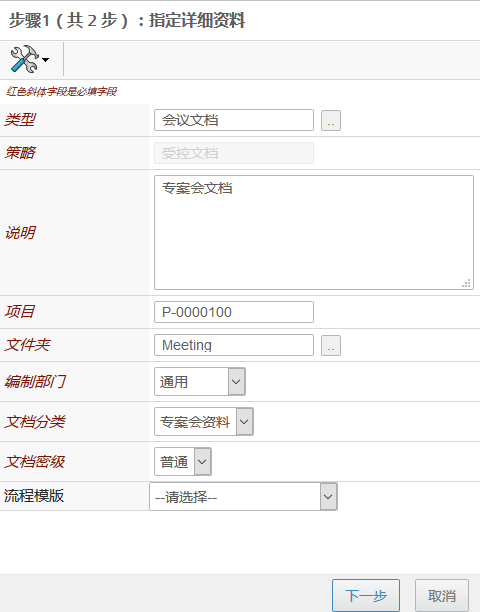 步骤1（共 2 步）：指定详细资料
红色斜体字段是必填字段
类型 会议文档 ..
策略 受控文档
说明 专案会文档
项目 P-0000100
文件夹 Meeting ..
编制部门 通用
文档分类 专案会资料
文档密级 普通
流程模版 --请选择--
下一步 取消